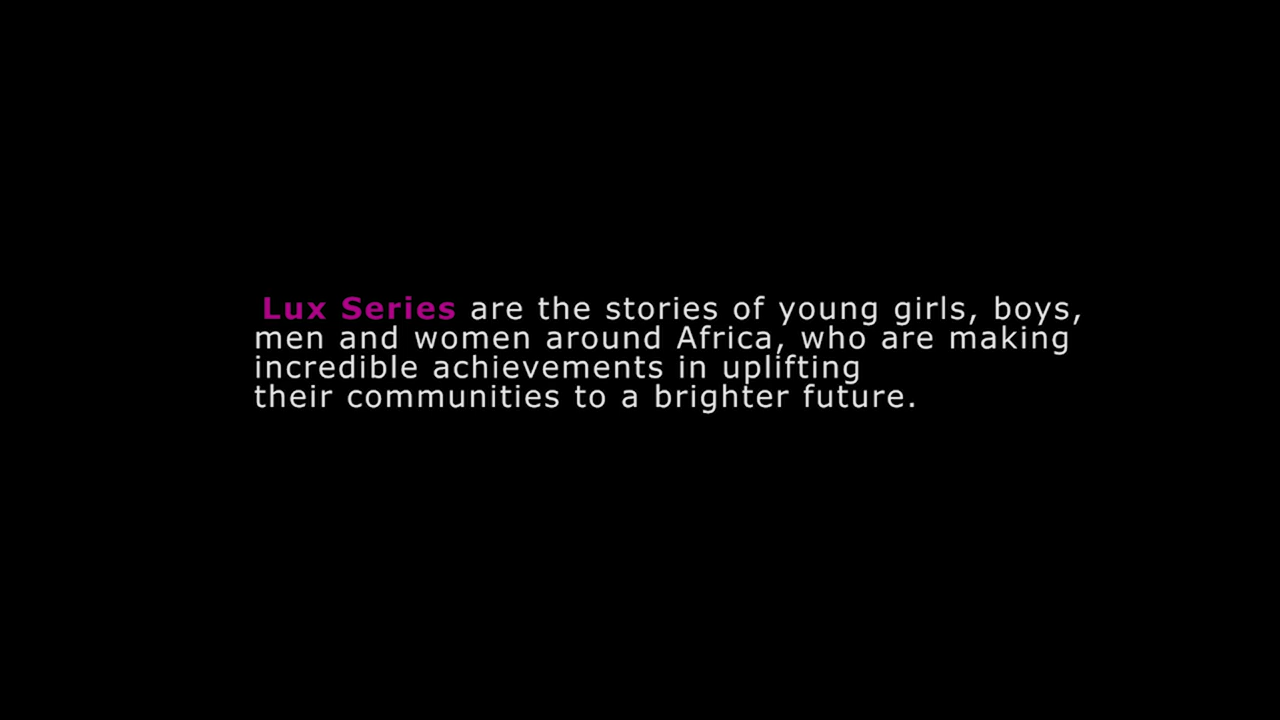 Lux Series are the stories of young girls, boys,
men and women around Africa, who are making
incredible achievements in uplifting
their communities to a brighter future.